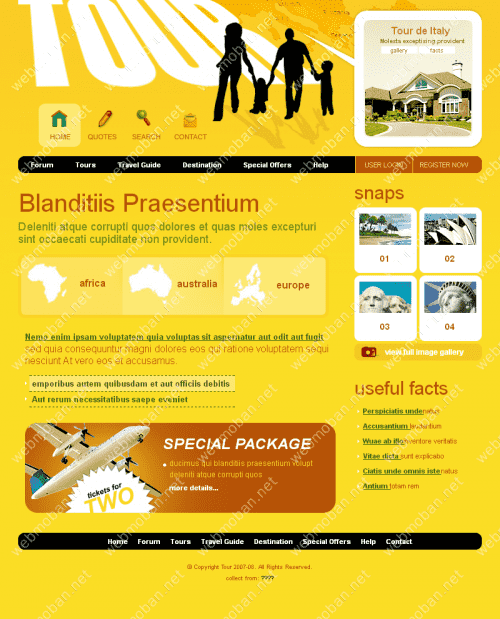 TOUR
Tour de Italy
Molestis excepturing provident
gallery facts
HOME QUOTES SEARCH CONTACT
Forum Tours Travel Guide Destination Special Offers Help USER LOGIN REGISTER NOW
Blanditiis Praesentium
Deleniti atque corrupti quos dolores et quas moles excepturi
sint occaecati cupiditate non provident.
africa australia europe
Nemo enim ipsam voluptatem quia voluptas sit aspernatur aut odit aut fugit
sed quia consequuntur magni dolores eos qui ratione voluptatem sequi
nesciunt At vero eos et accusamus.
emporibus autem quibusdam et aut officiis debitis
Aut rerum necessitatibus saepe eveniet
SPECIAL PACKAGE
ducimus qui blanditiis praesentium volupt
deleniti atque corrupti quos
more details...
tickets for
TWO
snaps
01 02
03 04
view full image gallery
useful facts
Perspiciatis unde natus
Accusantium laudantium
Wuae ab illo inventore veritatis
Vitae dicta sunt explicabo
Ciatis unde omnis iste natus
Antium totam rem
Home Forum Tours Travel Guide Destination Special Offers Help Contact
© Copyright Tour 2007-08. All Rights Reserved.
collect from: ????
webmoban.net